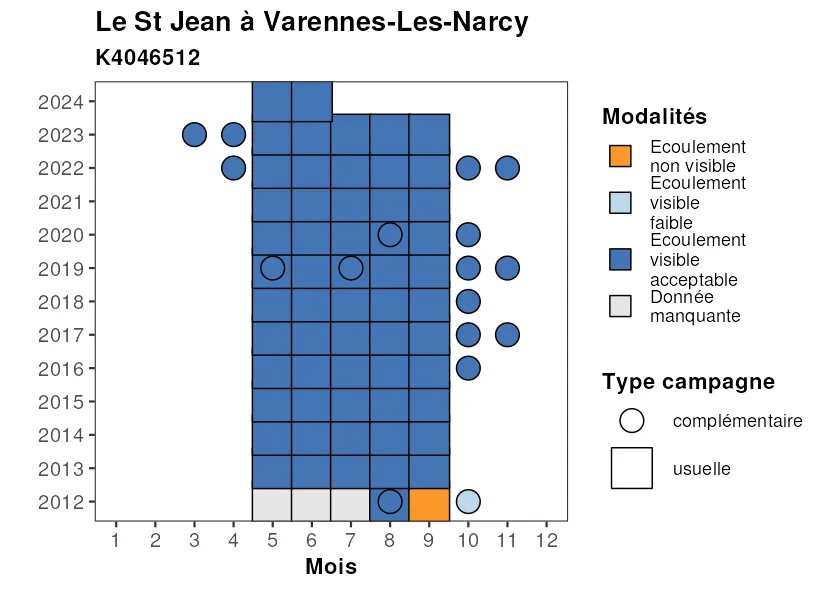 Le St Jean à Varennes-Les-Narcy
K4046512
2024
2023
2022
2021
2020
2019
2018
2017
2016
2015
2014
2013
2012
1 2 3 4 5 6 7 8 9 10 11 12
Mois
Modalités
Ecoulement
non visible
Ecoulement
visible
faible
Ecoulement
visible
acceptable
Donnée
manquante
Type campagne
complémentaire
usuelle